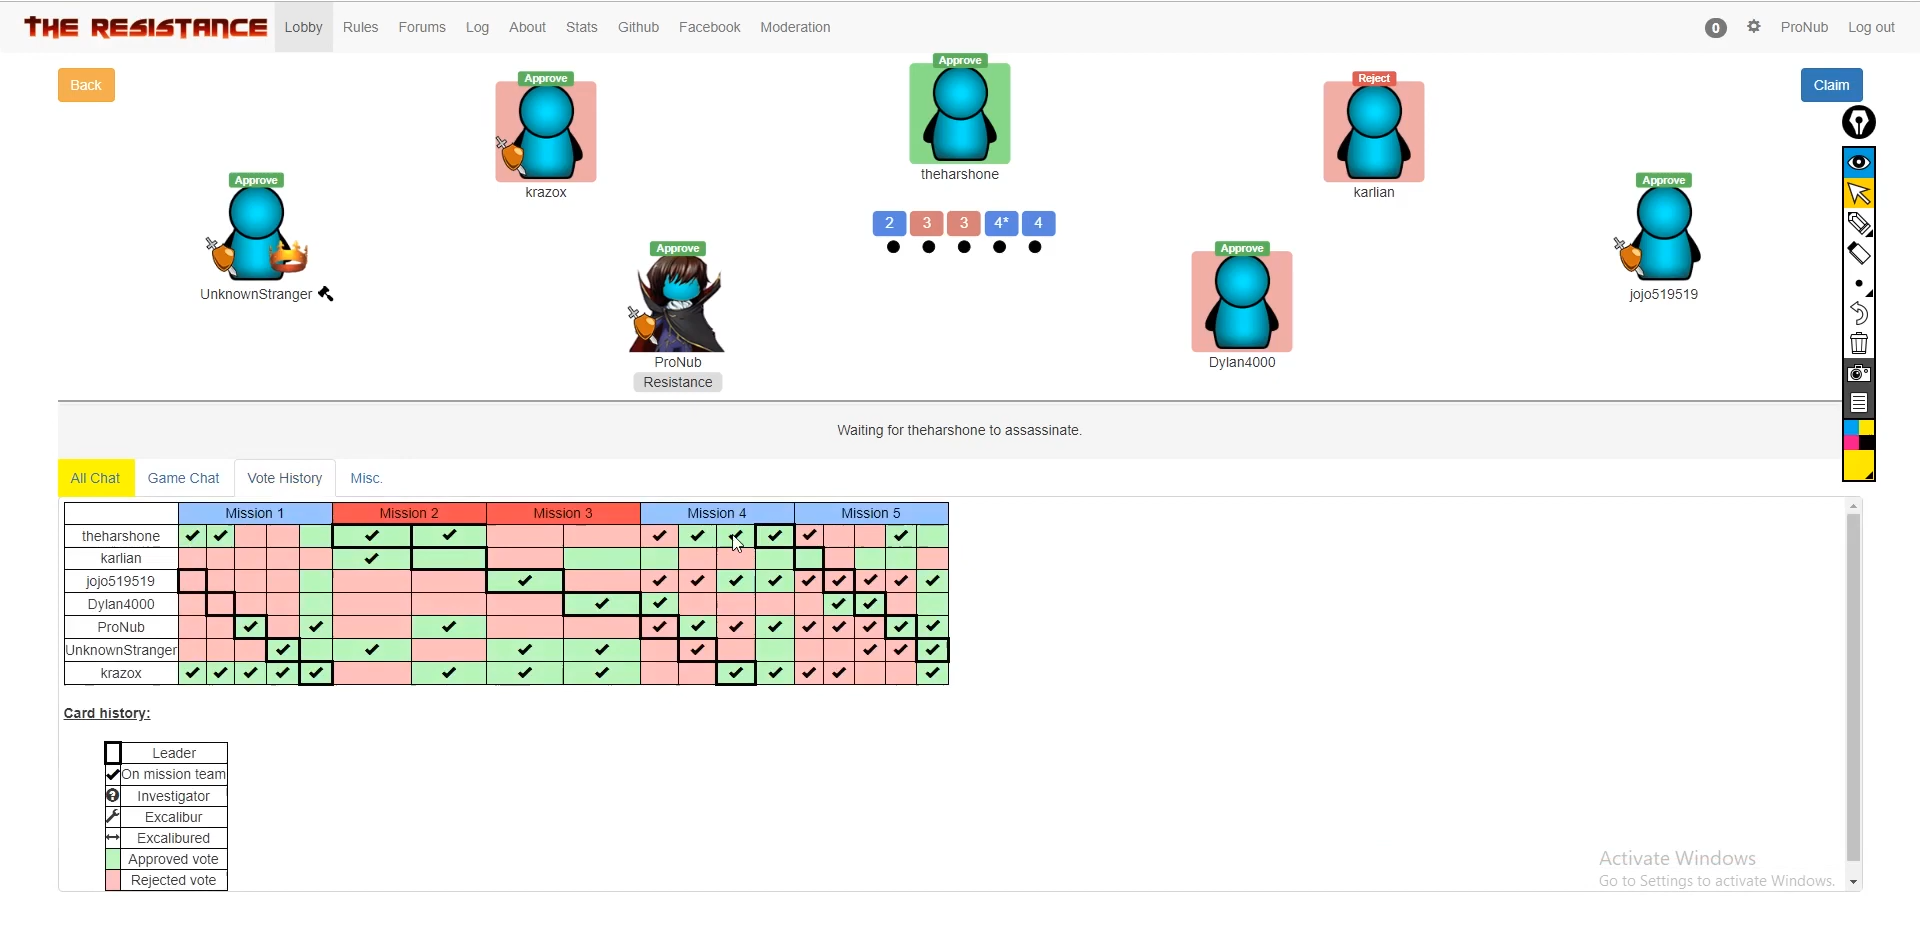 THE RESISTANCE Lobby Rules Forums Log About Stats Github Facebook Moderation 0 ProNub Log out
Back
Claim
Approve
krazox
Approve
theharshone
Reject
karlian
Approve
UnknownStranger
Approve
jojo519519
2 3 3 4* 4
Approve
ProNub
Resistance
Approve
Dylan4000
Waiting for theharshone to assassinate.
All Chat Game Chat Vote History Misc.
Mission 1 Mission 2 Mission 3 Mission 4 Mission 5
theharshone
karlian
jojo519519
Dylan4000
ProNub
UnknownStranger
krazox
Card history:
Leader
On mission team
Investigator
Excalibur
Excalibured
Approved vote
Rejected vote
Activate Windows
Go to Settings to activate Windows.